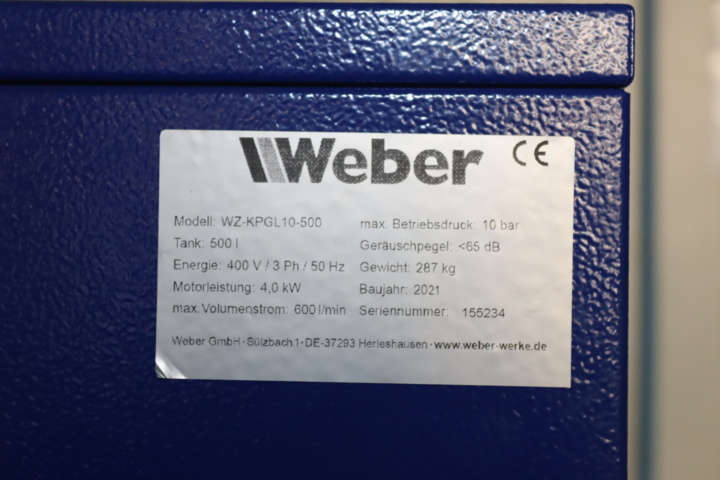 Weber CE
Modell: WZ-KPGL10-500 max. Betriebsdruck: 10 bar
Tank: 500 l Geräuschpegel: <65 dB
Energie: 400 V / 3 Ph / 50 Hz Gewicht: 287 kg
Motorleistung: 4,0 kW Baujahr: 2021
max. Volumenstrom: 600 l/min Seriennummer: 155234
Weber GmbH · Sülzbach 1 · DE-37293 Herleshausen · www.weber-werke.de